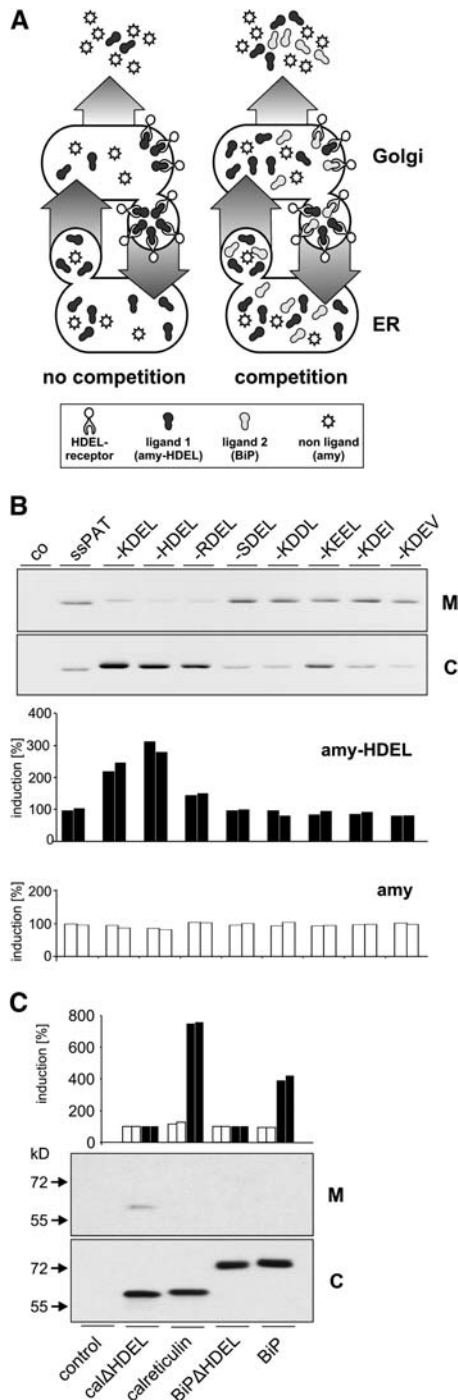 A
Golgi
ER
no competition
competition
HDEL-
receptor
ligand 1
(amy-HDEL)
ligand 2
(BiP)
non ligand
(amy)
B
co
ssPAT
-KDEL
-HDEL
-RDEL
-SDEL
-KDDL
-KEEL
-KDEI
-KDEV
M
C
induction [%]
400
300
200
100
0
amy-HDEL
induction [%]
200
100
0
amy
C
induction [%]
800
600
400
200
0
kD
72
55
M
72
55
C
control
calΔHDEL
calreticulin
BiPΔHDEL
BiP